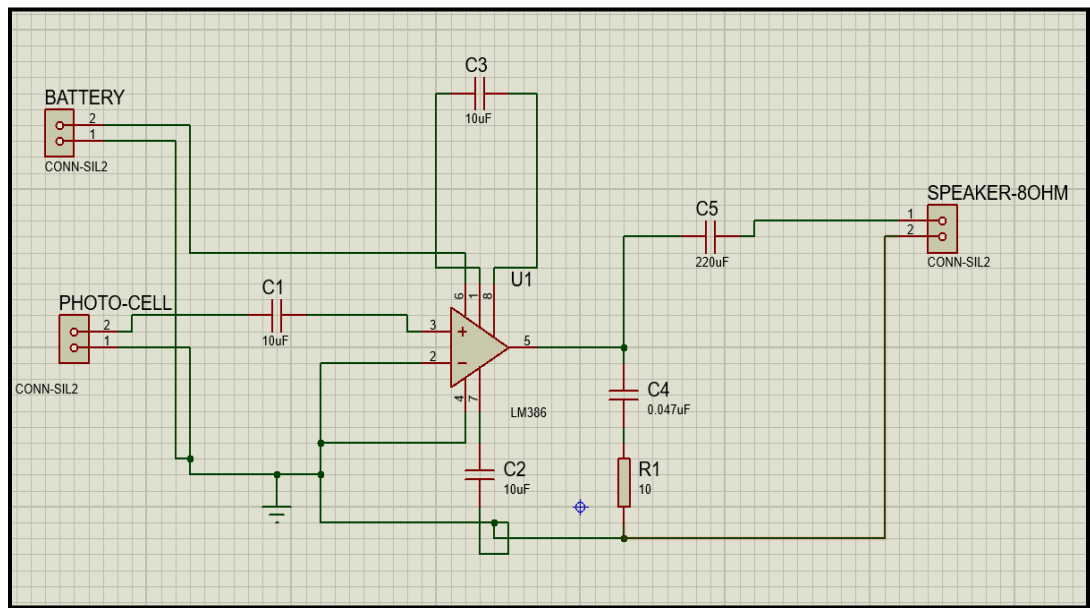 C3
10uF
BATTERY
2
1
CONN-SIL2
SPEAKER-8OHM
1
2
CONN-SIL2
C5
220uF
U1
6
1
8
C1
10uF
PHOTO-CELL
2
1
CONN-SIL2
3
+
2
−
5
4
7
LM386
C4
0.047uF
C2
10uF
R1
10